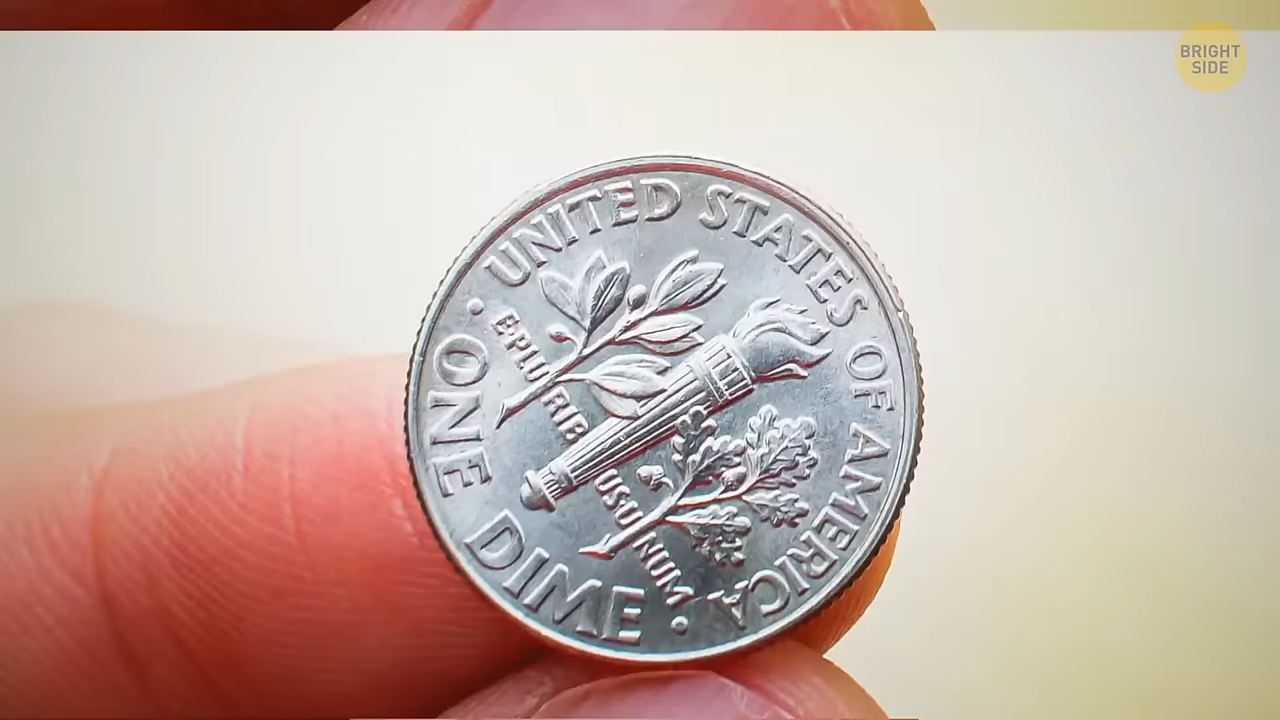 UNITED STATES OF AMERICA
E·PLURIBUS UNUM
ONE DIME
BRIGHT
SIDE